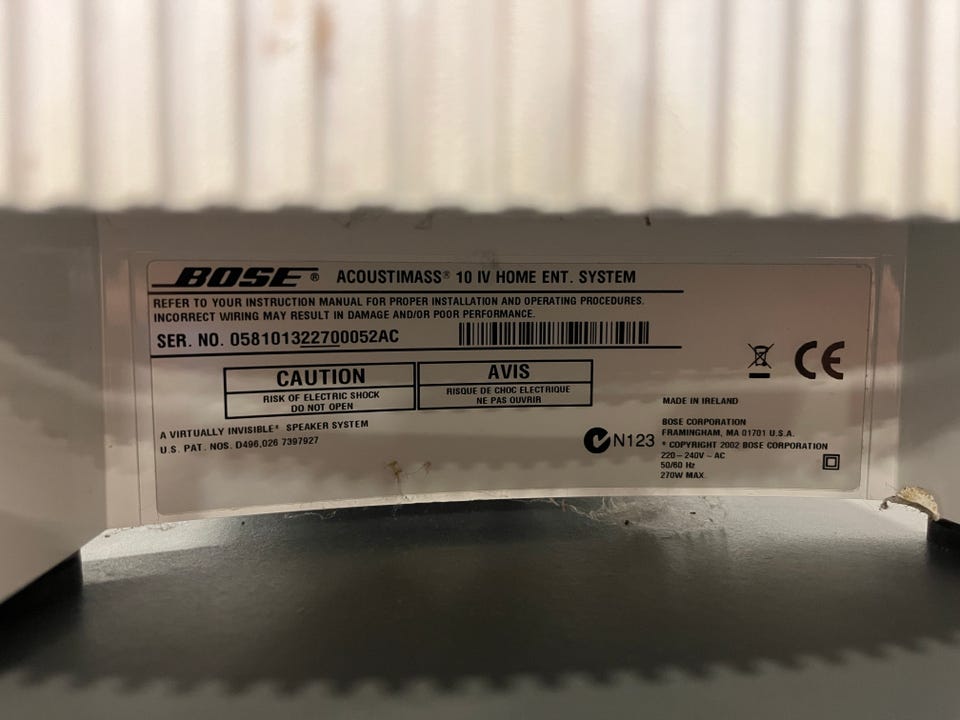 BOSE® ACOUSTIMASS® 10 IV HOME ENT. SYSTEM
REFER TO YOUR INSTRUCTION MANUAL FOR PROPER INSTALLATION AND OPERATING PROCEDURES.
INCORRECT WIRING MAY RESULT IN DAMAGE AND/OR POOR PERFORMANCE.
SER. NO. 058101322700052AC
CAUTION
RISK OF ELECTRIC SHOCK
DO NOT OPEN
AVIS
RISQUE DE CHOC ELECTRIQUE
NE PAS OUVRIR
A VIRTUALLY INVISIBLE® SPEAKER SYSTEM
U.S. PAT. NOS. D496,026 7397927
N123
CE
MADE IN IRELAND
BOSE CORPORATION
FRAMINGHAM, MA 01701 U.S.A.
© COPYRIGHT 2002 BOSE CORPORATION
220-240V ~ AC
50/60 Hz
270W MAX.